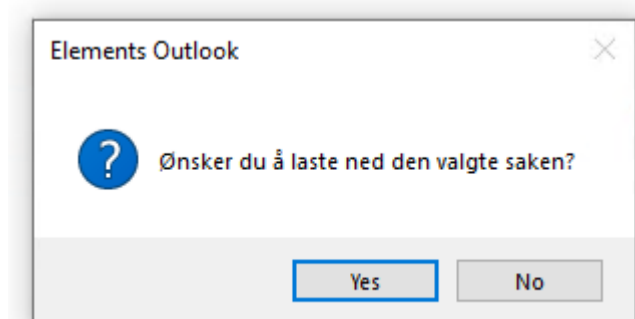 Elements Outlook
Ønsker du å laste ned den valgte saken?
Yes
No